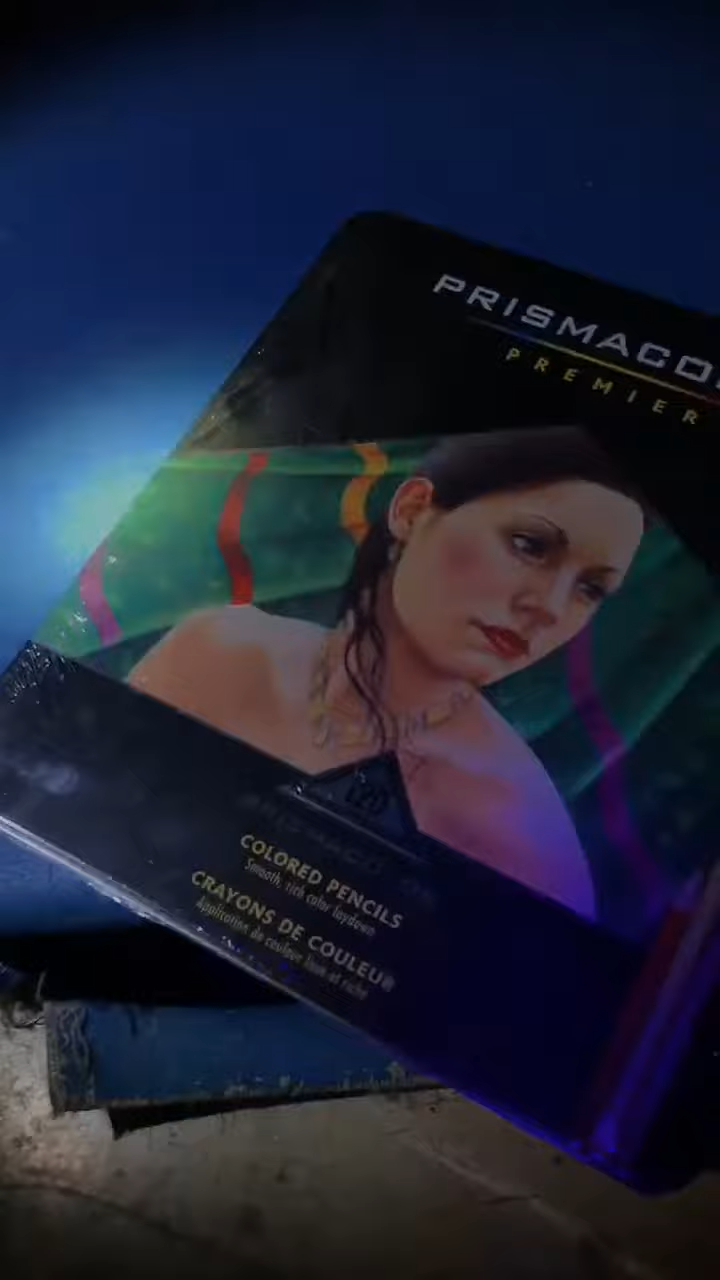 PRISMACO
PREMIER
COLORED PENCILS
Smooth, rich color laydown
CRAYONS DE COULEUR
Application de couleur lisse et riche